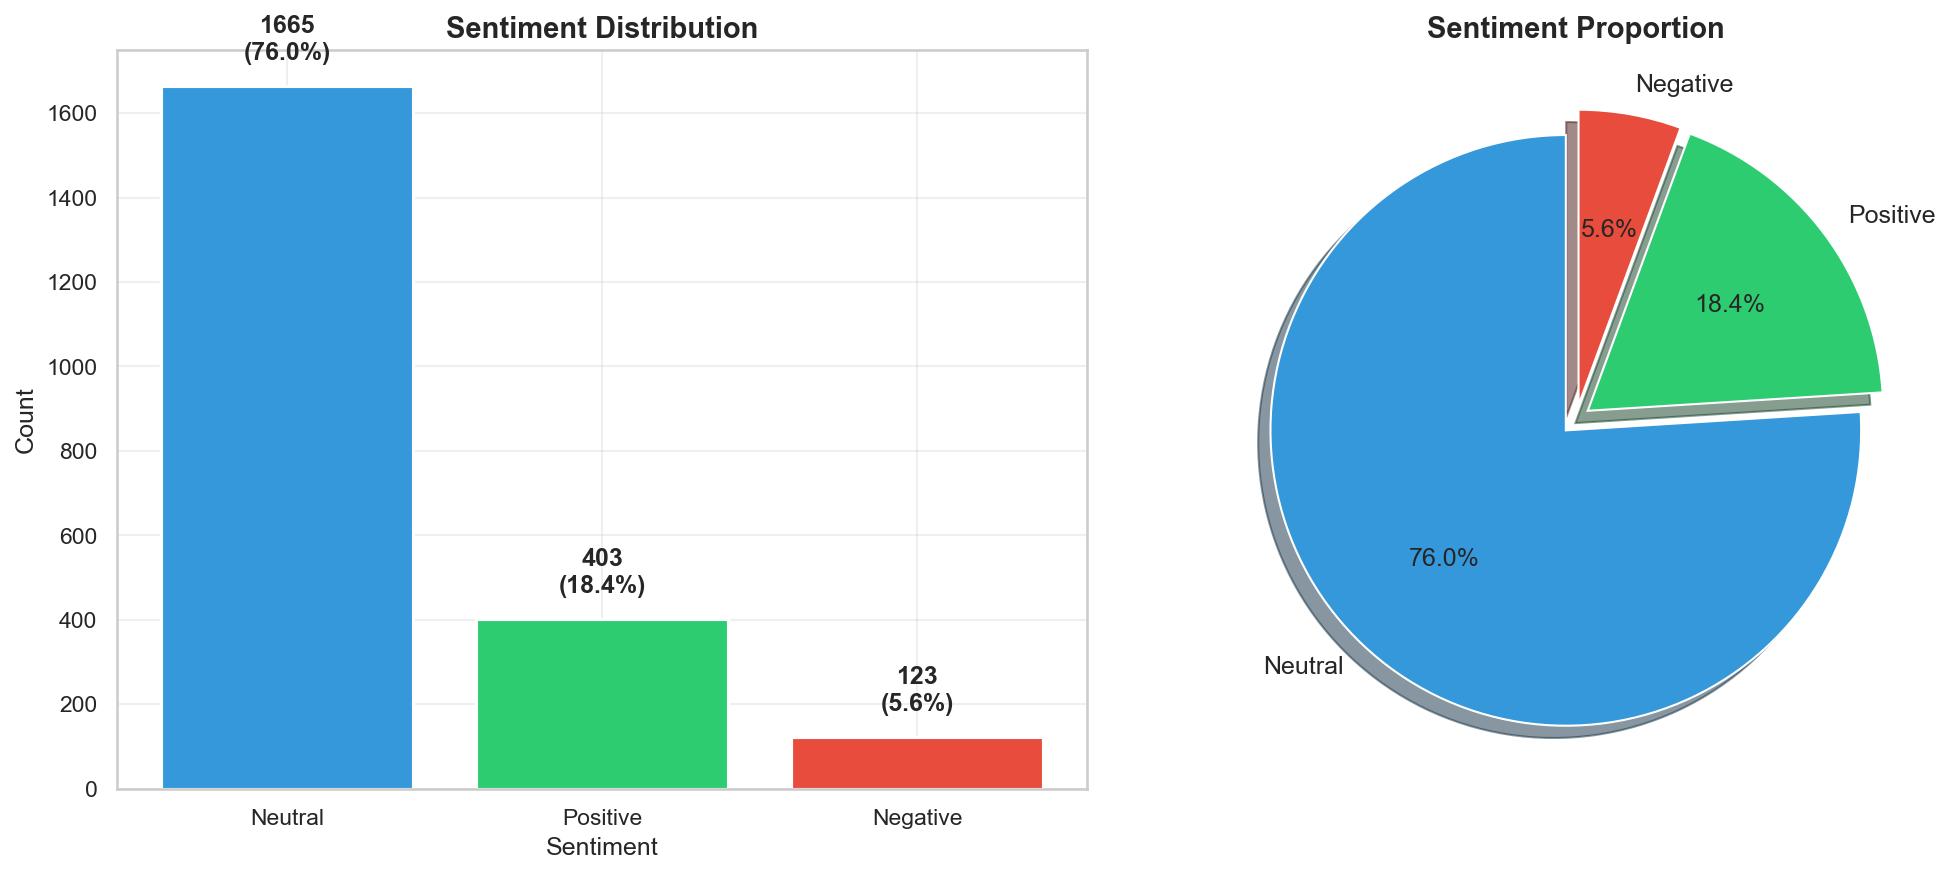 Sentiment Distribution
1665
(76.0%)
1600
1400
1200
1000
800
600
400
200
0
Count
403
(18.4%)
123
(5.6%)
Neutral
Positive
Negative
Sentiment
Sentiment Proportion
Negative
Positive
5.6%
18.4%
76.0%
Neutral